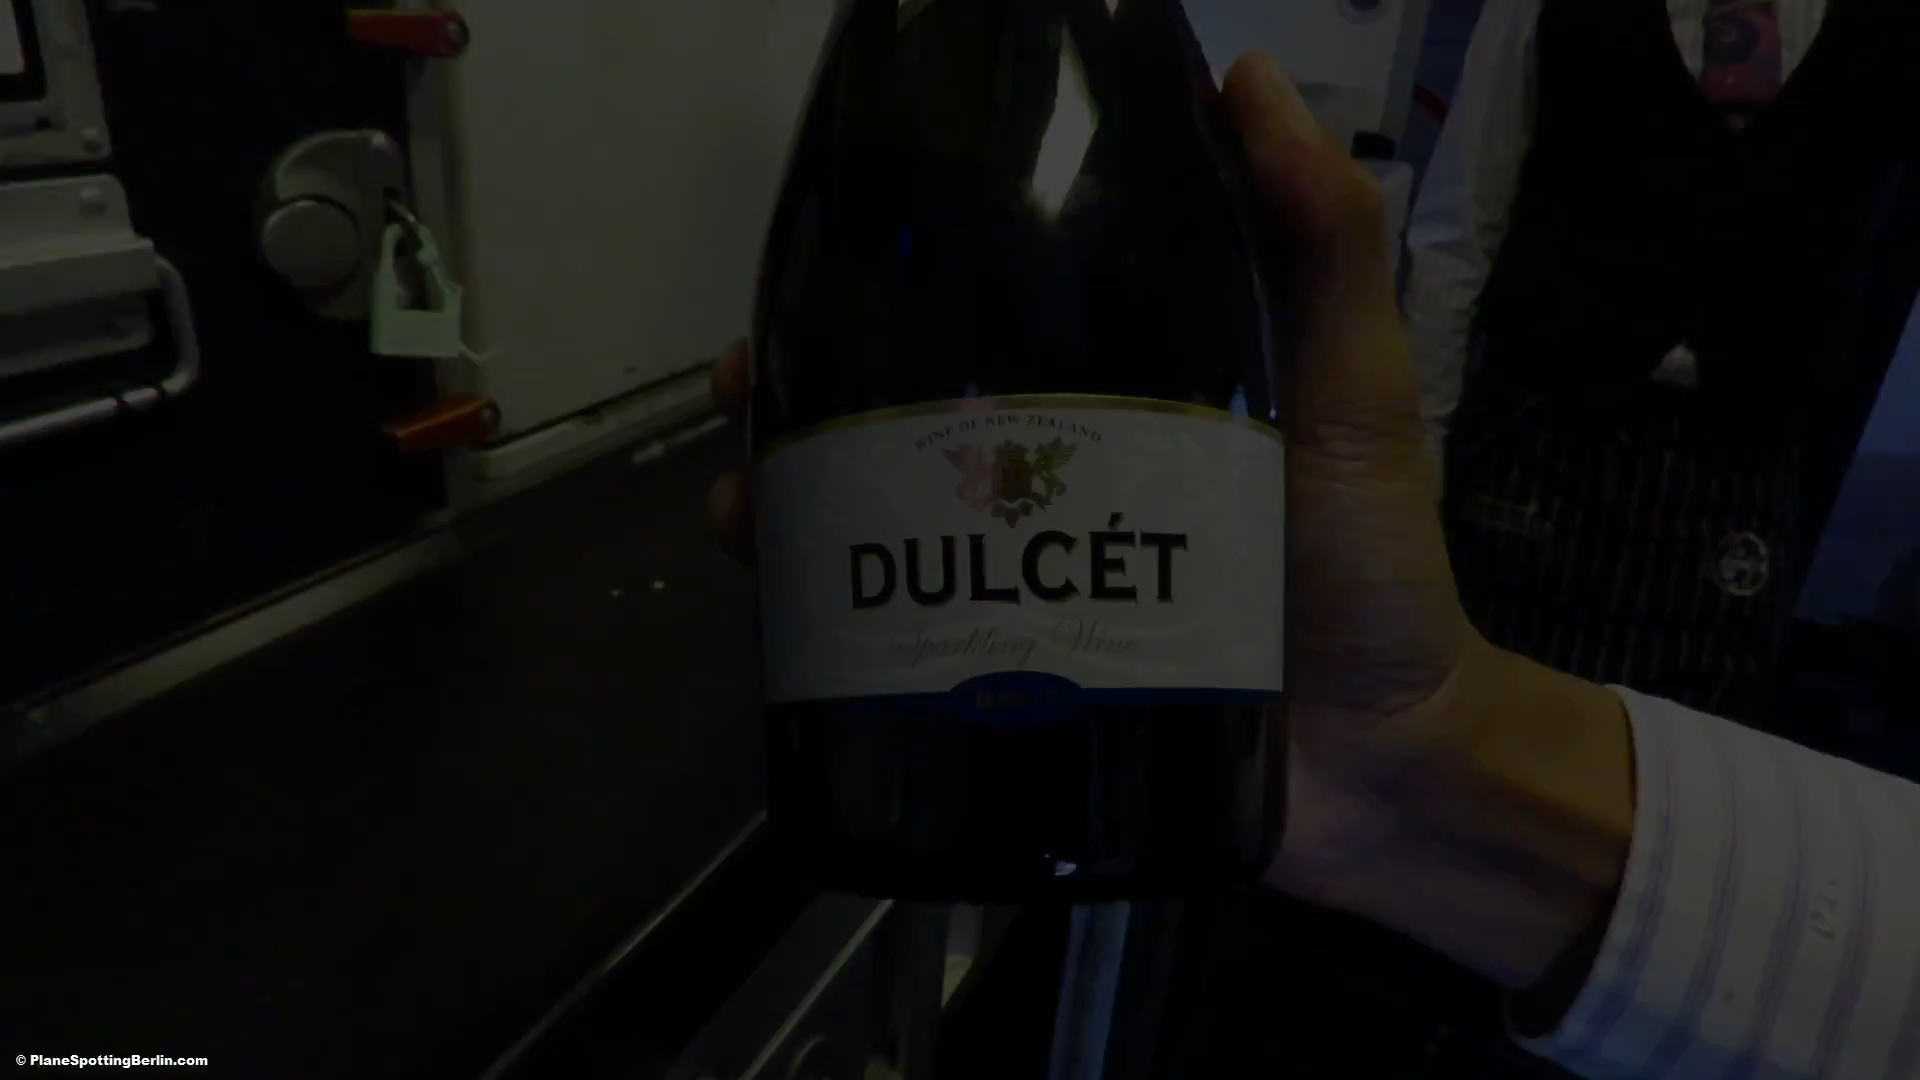 WINE OF NEW ZEALAND
DULCÉT
Sparkling Wine
© PlaneSpottingBerlin.com